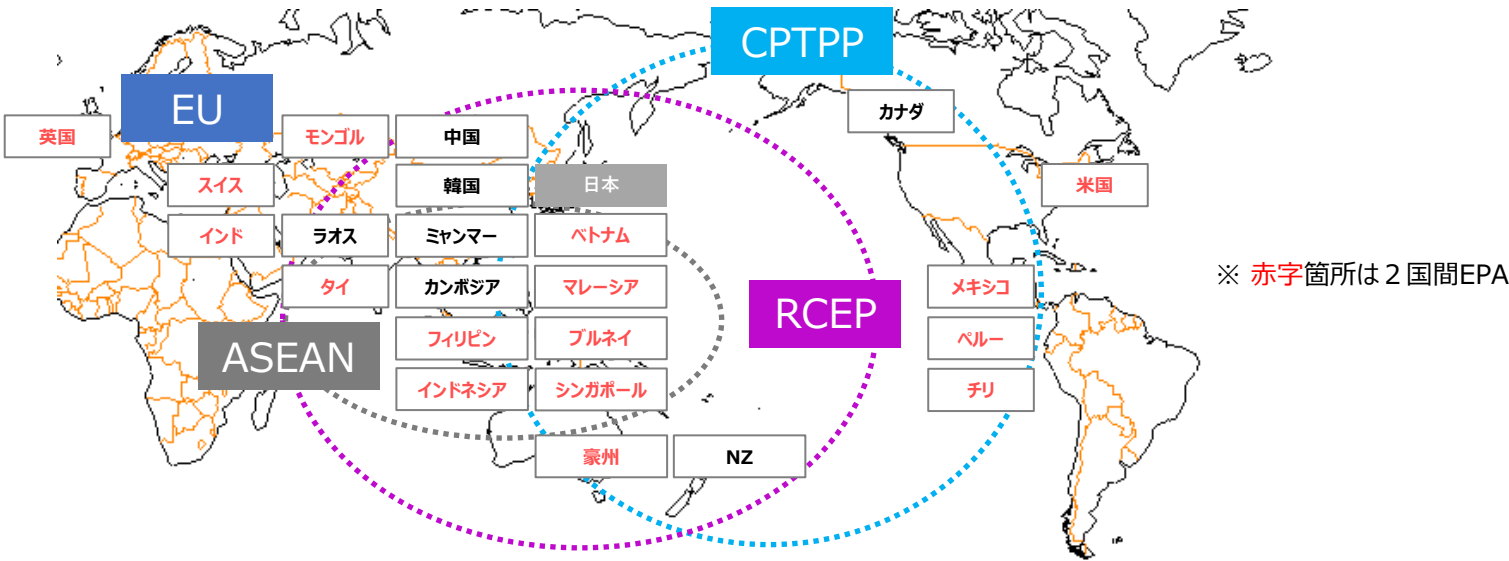 CPTPP
EU
カナダ
英国
モンゴル
中国
スイス
韓国
日本
米国
インド
ラオス
ミャンマー
ベトナム
タイ
カンボジア
マレーシア
メキシコ
※ 赤字箇所は２国間EPA
RCEP
フィリピン
ブルネイ
ペルー
ASEAN
インドネシア
シンガポール
チリ
豪州
NZ